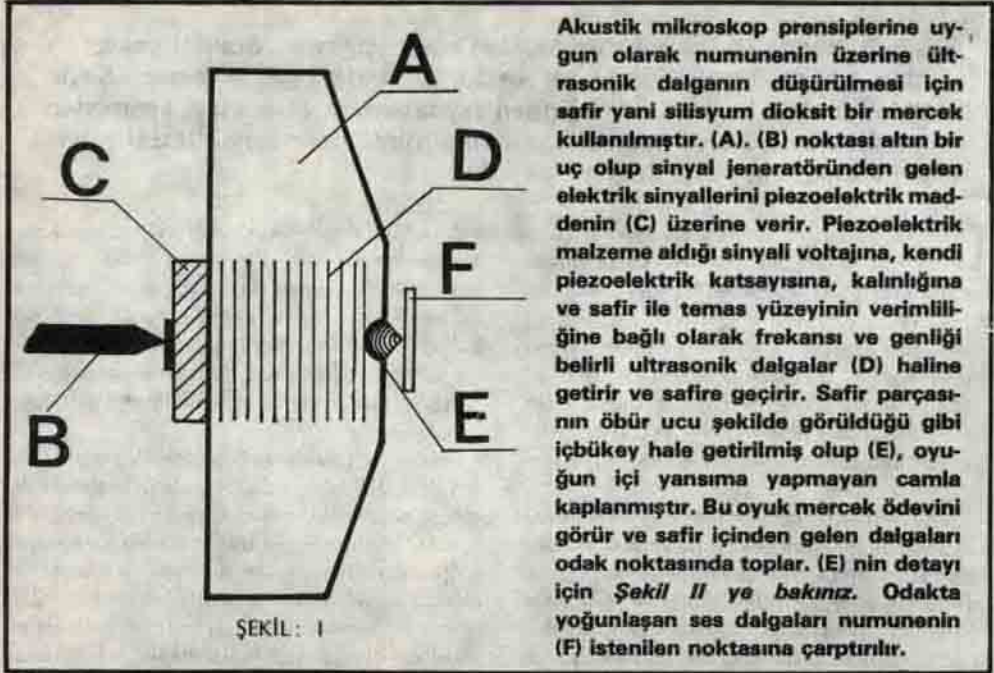 A
C
D
F
E
B
ŞEKİL: I
Akustik mikroskop prensiplerine uy-
gun olarak numunenin üzerine ült-
rasonik dalganın düşürülmesi için
safir yani silisyum dioksit bir mercek
kullanılmıştır. (A). (B) noktası altın bir
uç olup sinyal jeneratöründen gelen
elektrik sinyallerini piezoelektrik mad-
denin (C) üzerine verir. Piezoelektrik
malzeme aldığı sinyali voltajına, kendi
piezoelektrik katsayısına, kalınlığına
ve safir ile temas yüzeyinin verimlili-
ğine bağlı olarak frekansı ve genliği
belirli ultrasonik dalgalar (D) haline
getirir ve safire geçirir. Safir parçası-
nın öbür ucu şekilde görüldüğü gibi
içbükey hale getirilmiş olup (E), oyu-
ğun içi yansıma yapmayan camla
kaplanmıştır. Bu oyuk mercek ödevini
görür ve safir içinden gelen dalgaları
odak noktasında toplar. (E) nin detayı
için Şekil II ye bakınız. Odakta
yoğunlaşan ses dalgaları numunenin
(F) istenilen noktasına çarptırılır.